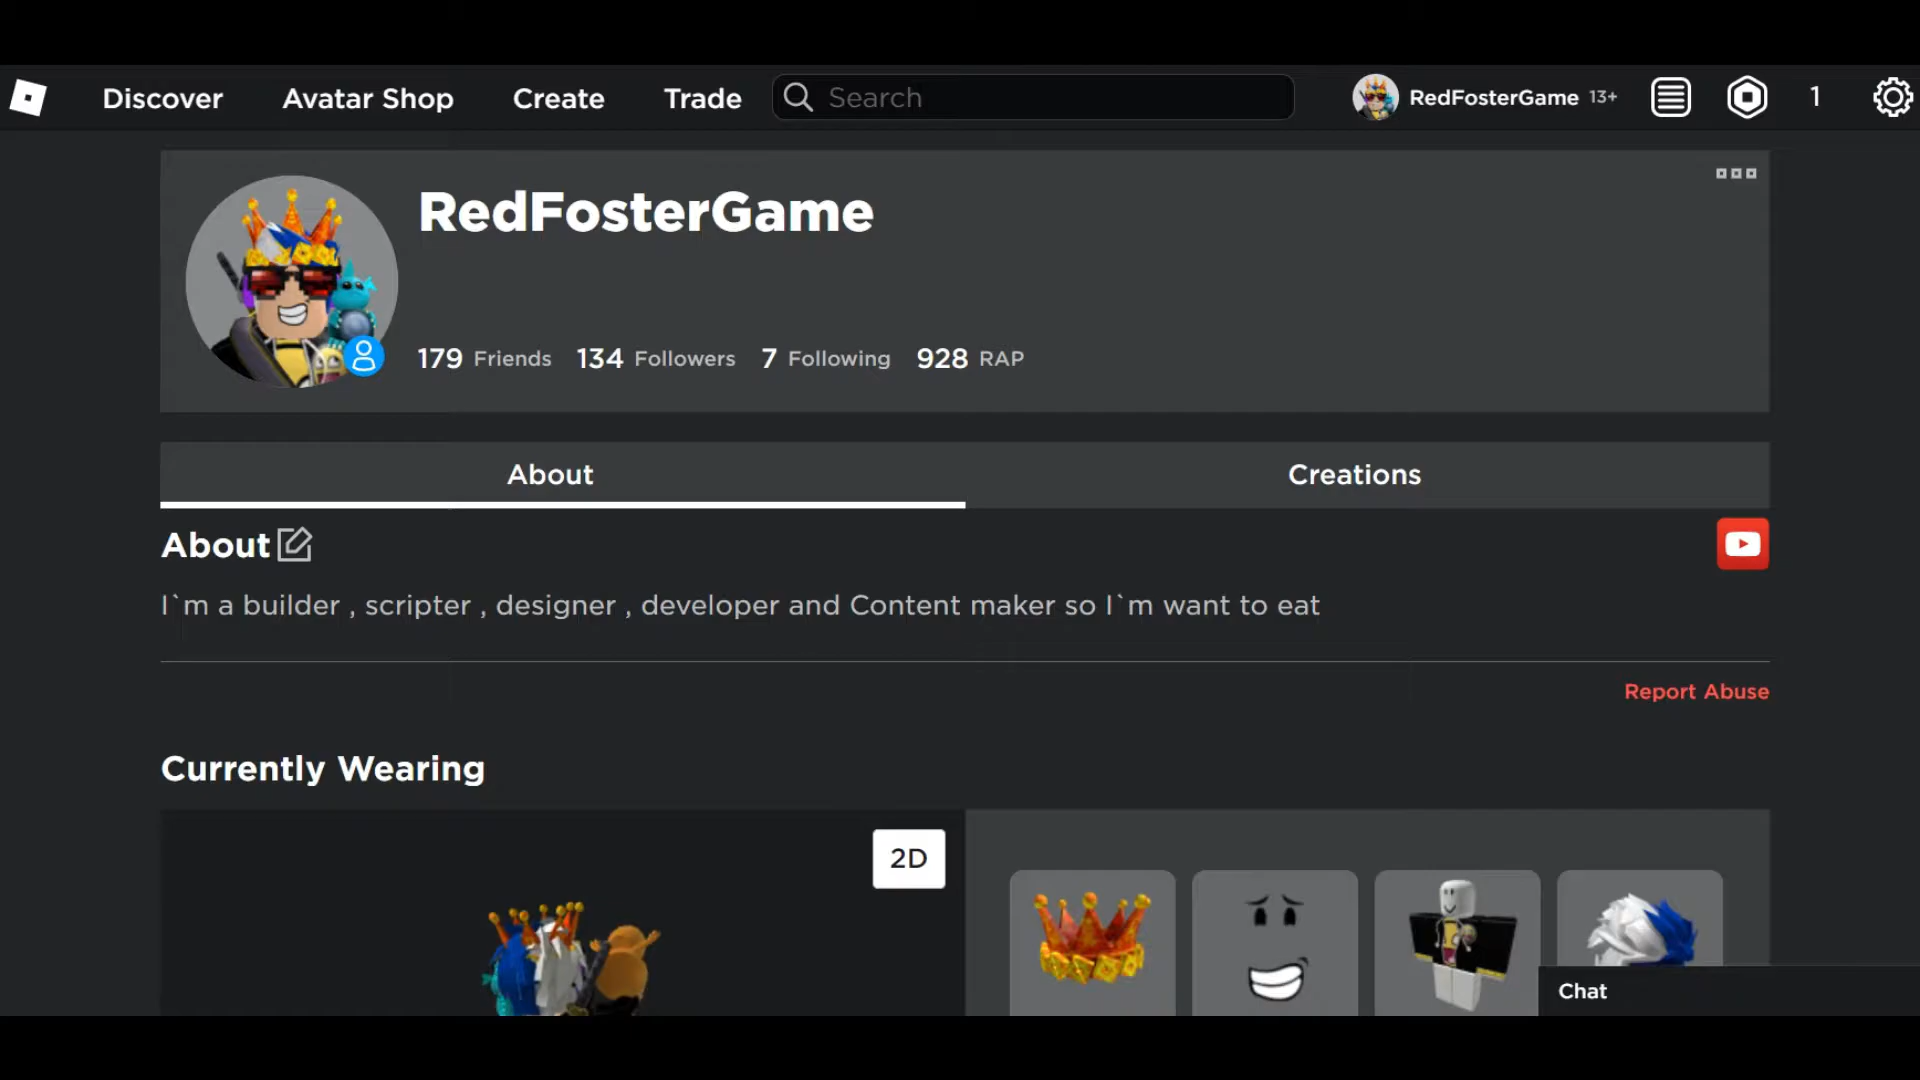 Discover Avatar Shop Create Trade Search RedFosterGame 13+ 1
RedFosterGame
179 Friends 134 Followers 7 Following 928 RAP
About Creations
About
I`m a builder , scripter , designer , developer and Content maker so I`m want to eat
Report Abuse
Currently Wearing
2D
Chat